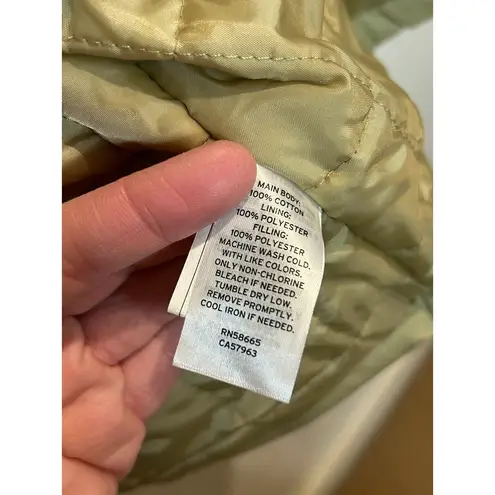 MAIN BODY:
100% COTTON
LINING:
100% POLYESTER
FILLING:
100% POLYESTER
MACHINE WASH COLD.
WITH LIKE COLORS.
ONLY NON-CHLORINE
BLEACH IF NEEDED.
TUMBLE DRY LOW.
REMOVE PROMPTLY.
COOL IRON IF NEEDED.
RN58665
CA57963